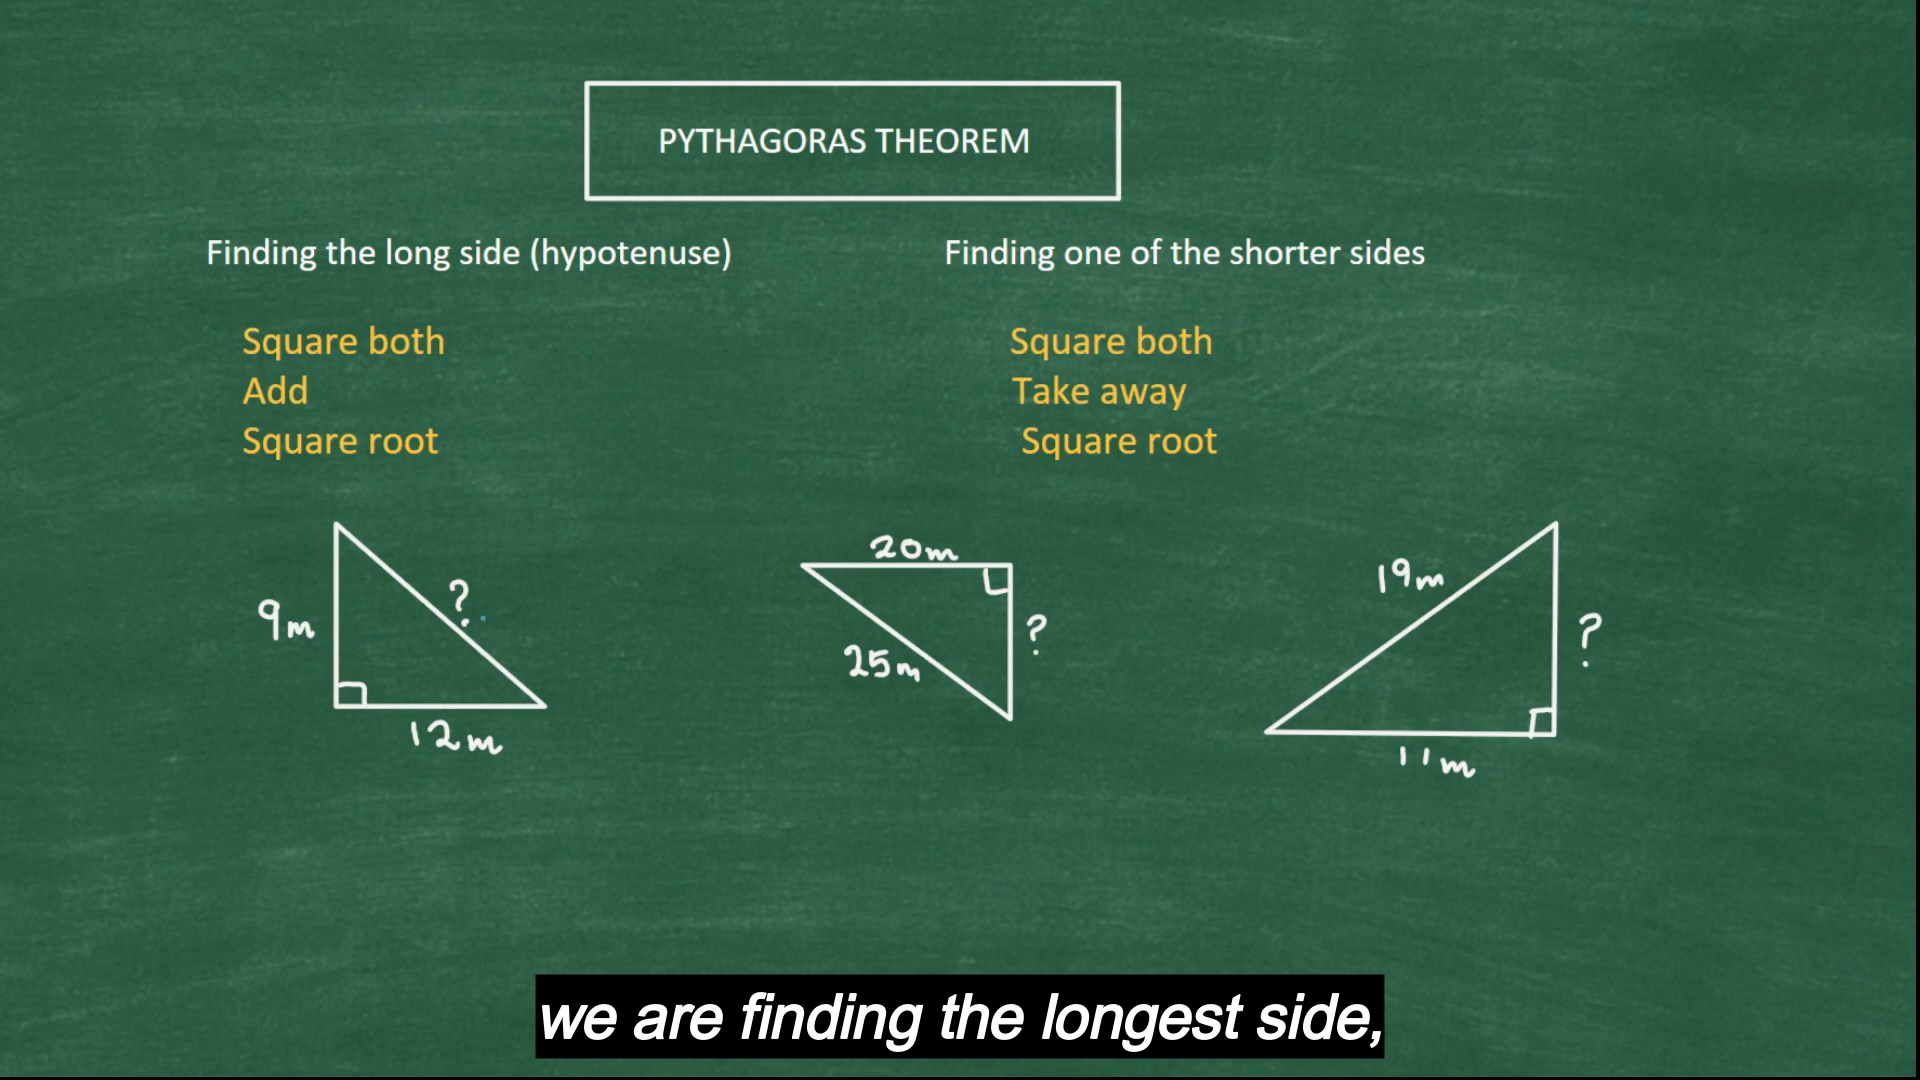 PYTHAGORAS THEOREM
Finding the long side (hypotenuse)
Square both
Add
Square root
Finding one of the shorter sides
Square both
Take away
Square root
?
9m
12m
20m
?
25m
19m
?
11m
we are finding the longest side,